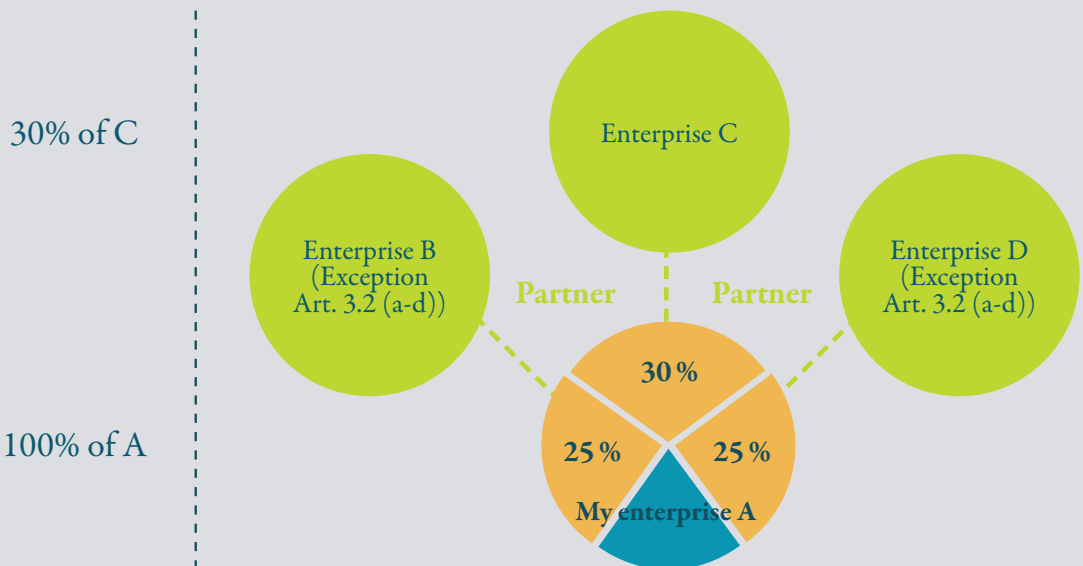 30% of C
Enterprise C
Enterprise B
(Exception
Art. 3.2 (a-d))
Enterprise D
(Exception
Art. 3.2 (a-d))
Partner
Partner
30 %
100% of A
25 %
25 %
My enterprise A